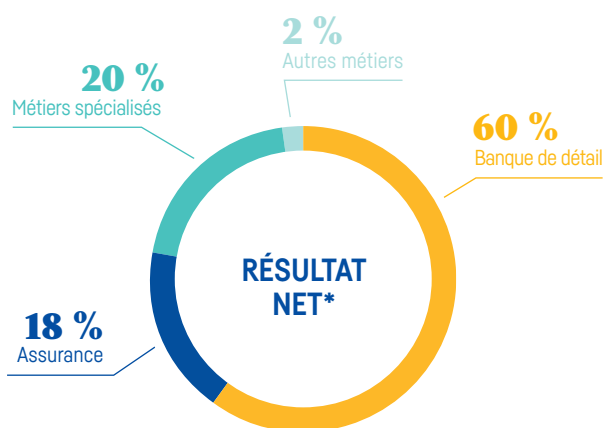 2 %
Autres métiers
20 %
Métiers spécialisés
60 %
Banque de détail
RÉSULTAT
NET*
18 %
Assurance